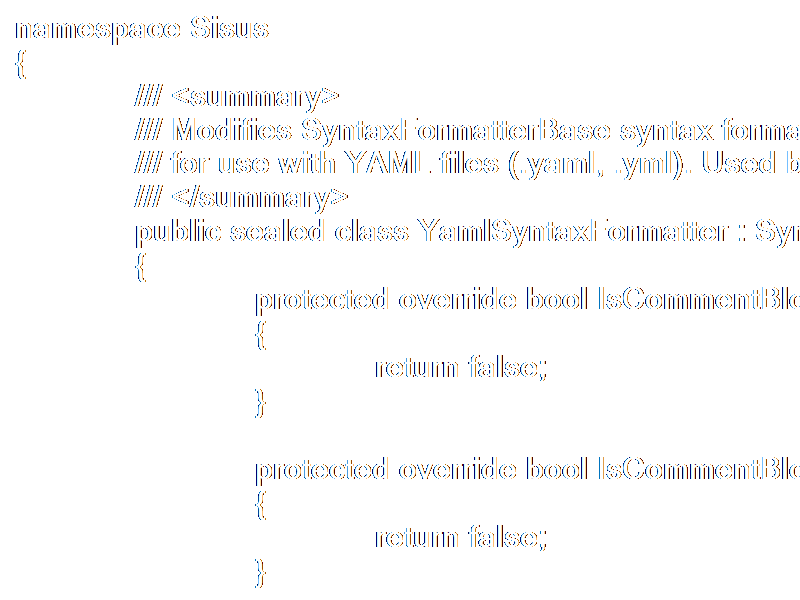 namespace Sisus
{
/// <summary>
/// Modifies SyntaxFormatterBase syntax forma
/// for use with YAML files (.yaml, .yml). Used b
/// </summary>
public sealed class YamlSyntaxFormatter : Syn
{
protected override bool IsCommentBlo
{
return false;
}
protected override bool IsCommentBlo
{
return false;
}